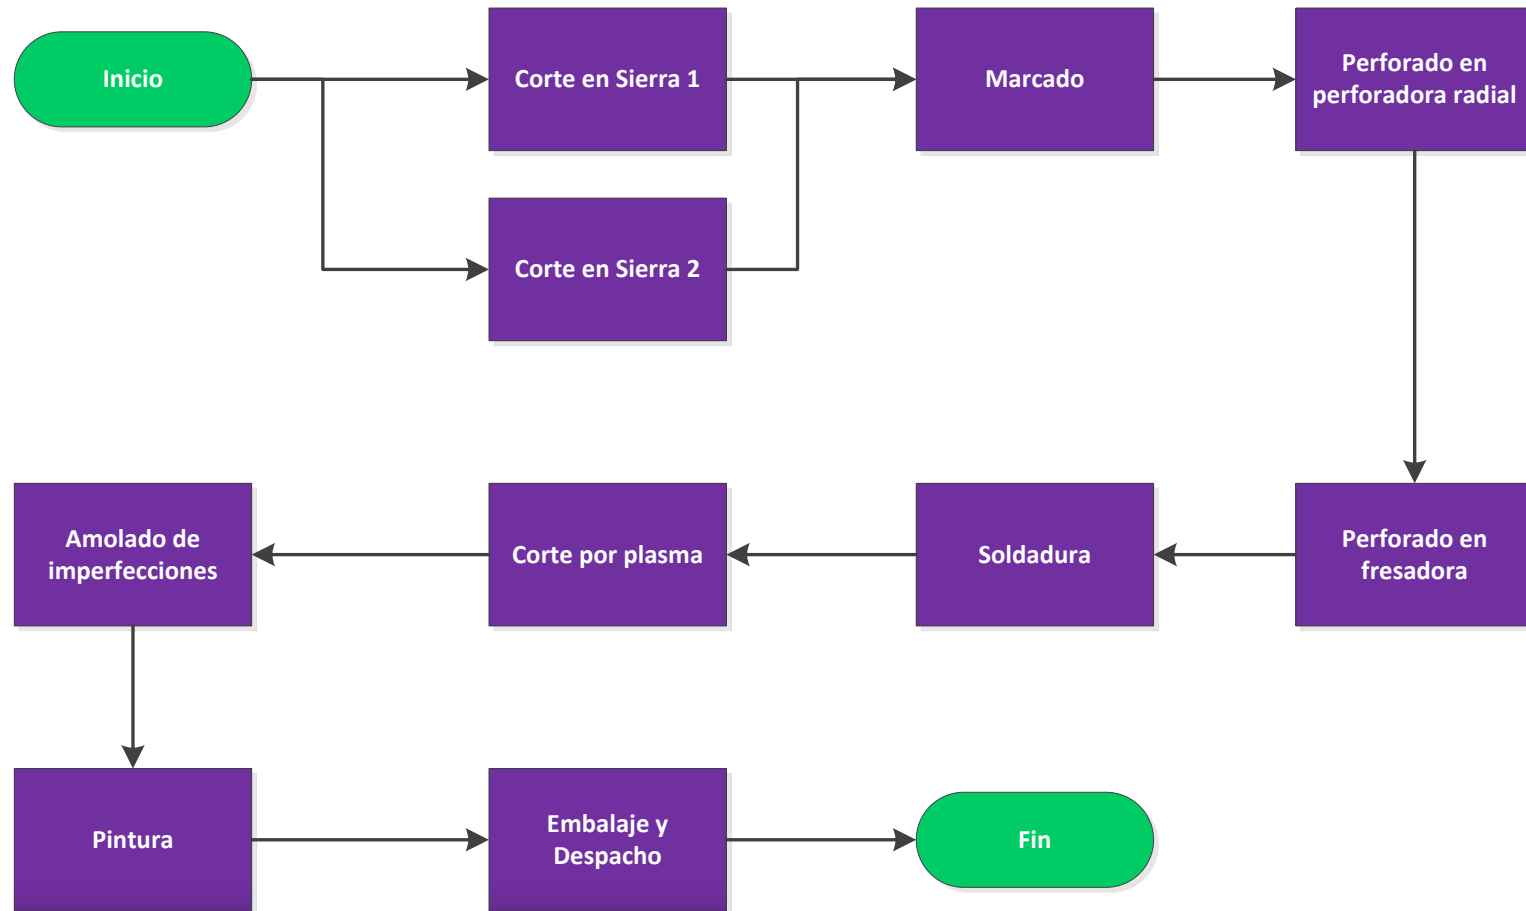 Inicio
Corte en Sierra 1
Marcado
Perforado en
perforadora radial
Corte en Sierra 2
Amolado de
imperfecciones
Corte por plasma
Soldadura
Perforado en
fresadora
Pintura
Embalaje y
Despacho
Fin